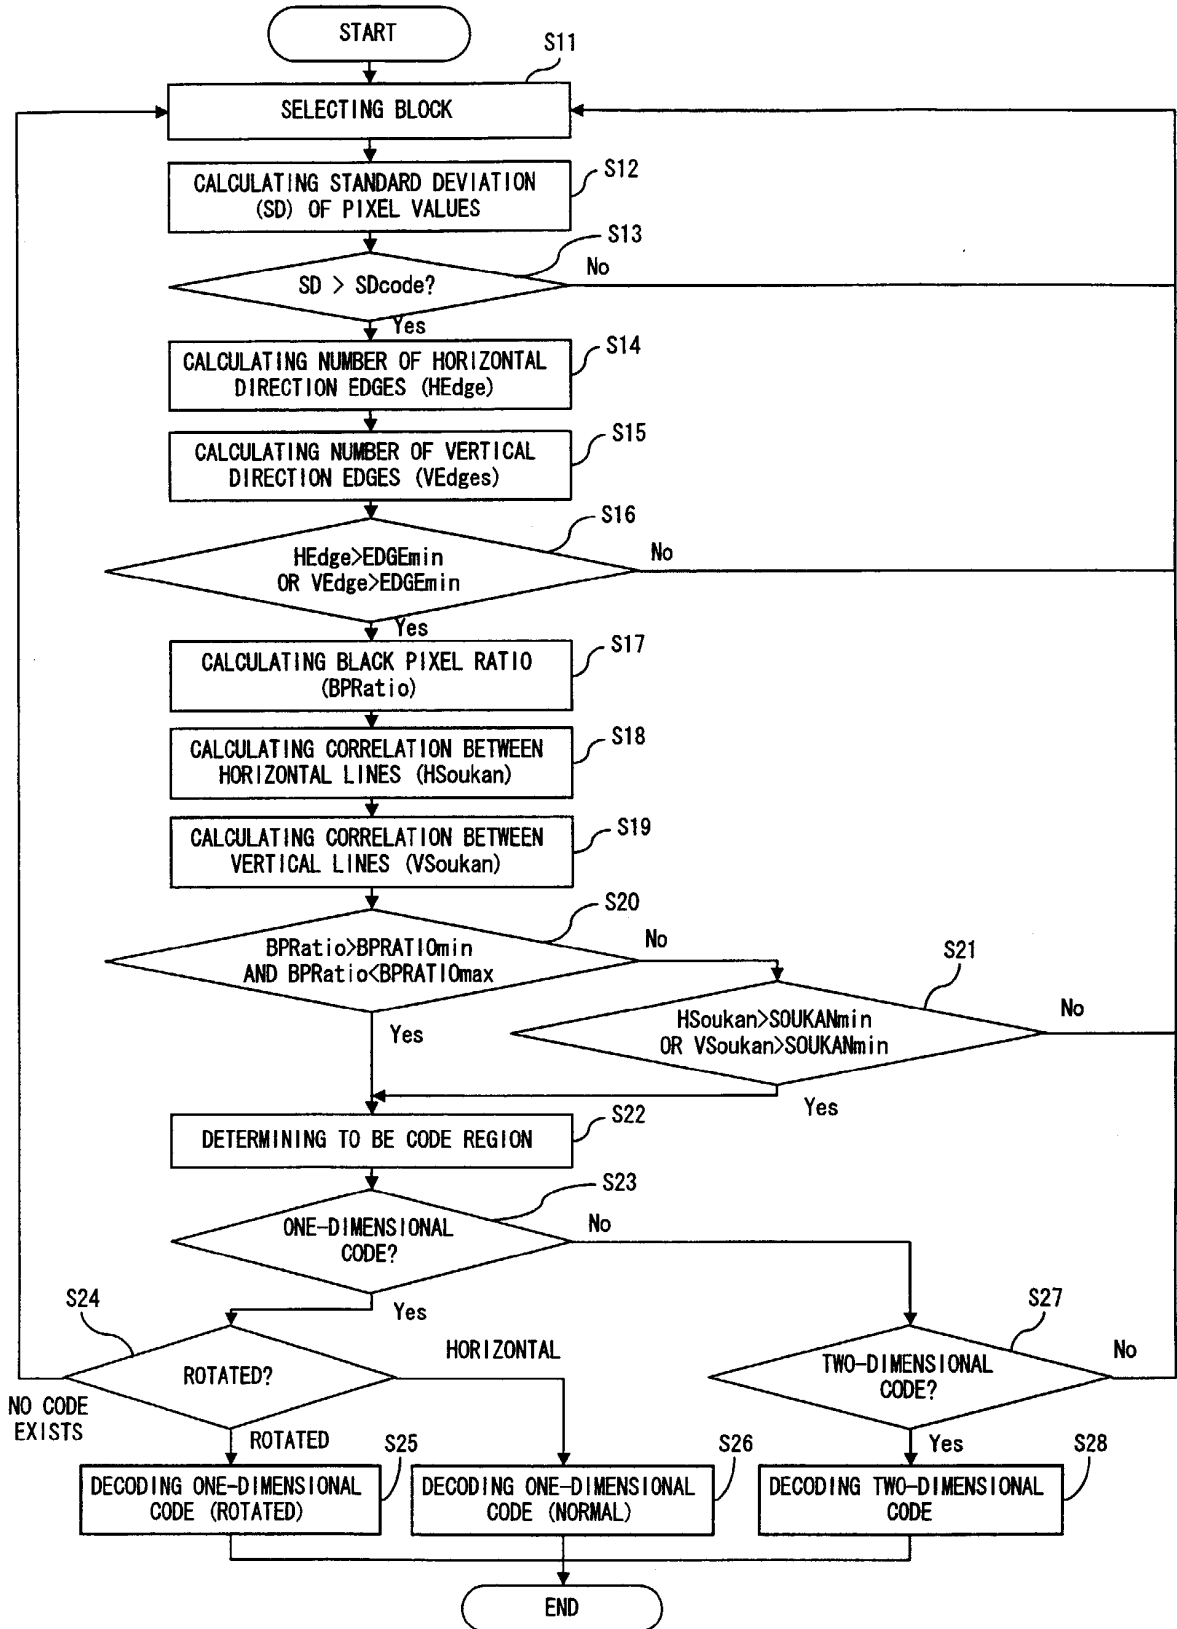 START
S11
SELECTING BLOCK
S12
CALCULATING STANDARD DEVIATION
(SD) OF PIXEL VALUES
S13
SD > SDcode?
No
Yes
S14
CALCULATING NUMBER OF HORIZONTAL
DIRECTION EDGES (HEdge)
S15
CALCULATING NUMBER OF VERTICAL
DIRECTION EDGES (VEdges)
S16
HEdge>EDGEmin
OR VEdge>EDGEmin
No
Yes
S17
CALCULATING BLACK PIXEL RATIO
(BPRatio)
S18
CALCULATING CORRELATION BETWEEN
HORIZONTAL LINES (HSoukan)
S19
CALCULATING CORRELATION BETWEEN
VERTICAL LINES (VSoukan)
S20
BPRatio>BPRATIOmin
AND BPRatio<BPRATIOmax
No
Yes
S21
HSoukan>SOUKANmin
OR VSoukan>SOUKANmin
No
Yes
S22
DETERMINING TO BE CODE REGION
S23
ONE-DIMENSIONAL
CODE?
No
Yes
S24
ROTATED?
HORIZONTAL
NO CODE
EXISTS
ROTATED
S27
TWO-DIMENSIONAL
CODE?
No
Yes
S25
DECODING ONE-DIMENSIONAL
CODE (ROTATED)
S26
DECODING ONE-DIMENSIONAL
CODE (NORMAL)
S28
DECODING TWO-DIMENSIONAL
CODE
END